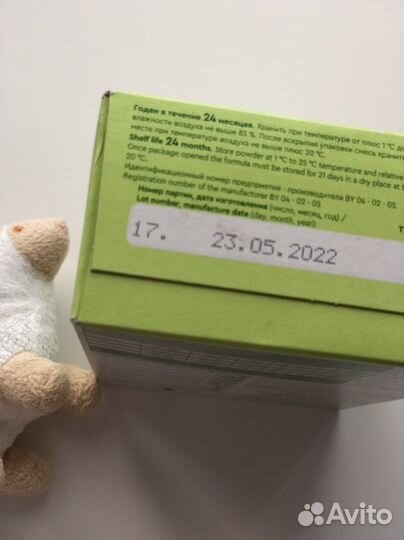 Годен в течение 24 месяцев. Хранить при температуре от плюс 1 °C до
влажности воздуха не выше 85 %. После вскрытия упаковки смесь хранить
месте при температуре воздуха не выше плюс 20 °C.
Shelf life 24 months. Store powder at 1 °C to 25 °C temperature and relative
Once package opened the formula must be stored for 21 days in a dry place at
20 °C.
Идентификационный номер предприятия - производителя BY 04 - 02 - 05.
Registration number of the manufacturer BY 04 - 02 - 05
Номер партии, дата изготовления (число, месяц, год) /
Lot number, manufacture date (day, month, year):
17. 23.05.2022
Avito